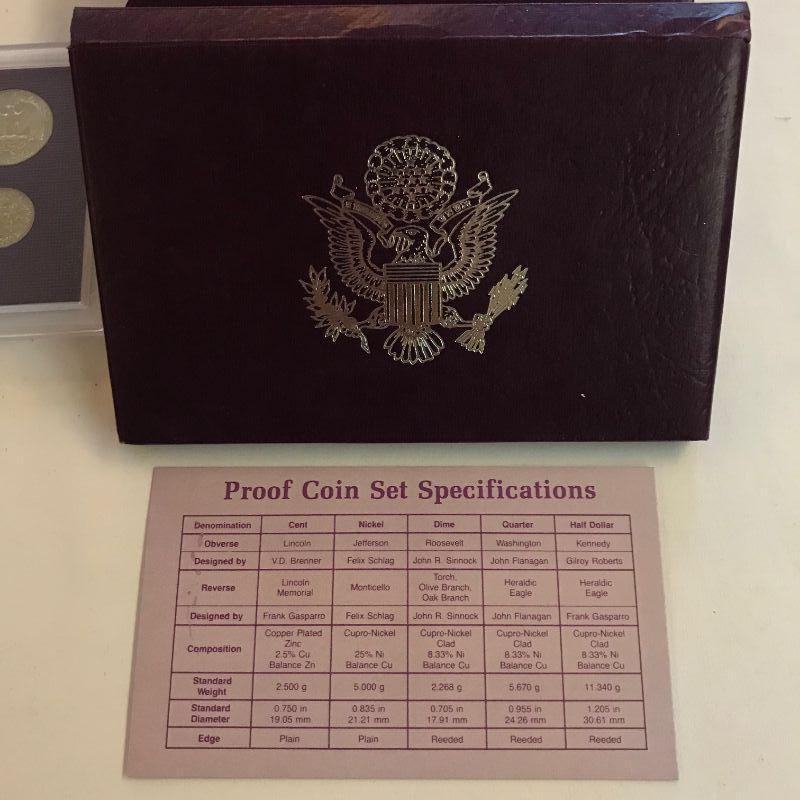 Proof Coin Set Specifications
Denomination Cent Nickel Dime Quarter Half Dollar
Obverse Lincoln Jefferson Roosevelt Washington Kennedy
Designed by V.D. Brenner Felix Schlag John R. Sinnock John Flanagan Gilroy Roberts
Reverse Lincoln Memorial Monticello Torch, Olive Branch, Oak Branch Heraldic Eagle Heraldic Eagle
Designed by Frank Gasparro Felix Schlag John R. Sinnock John Flanagan Frank Gasparro
Composition Copper Plated Zinc 2.5% Cu Balance Zn Cupro-Nickel 25% Ni Balance Cu Cupro-Nickel Clad 8.33% Ni Balance Cu Cupro-Nickel Clad 8.33% Ni Balance Cu Cupro-Nickel Clad 8.33% Ni Balance Cu
Standard Weight 2.500 g 5.000 g 2.268 g 5.670 g 11.340 g
Standard Diameter 0.750 in 19.05 mm 0.835 in 21.21 mm 0.705 in 17.91 mm 0.955 in 24.26 mm 1.205 in 30.61 mm
Edge Plain Plain Reeded Reeded Reeded